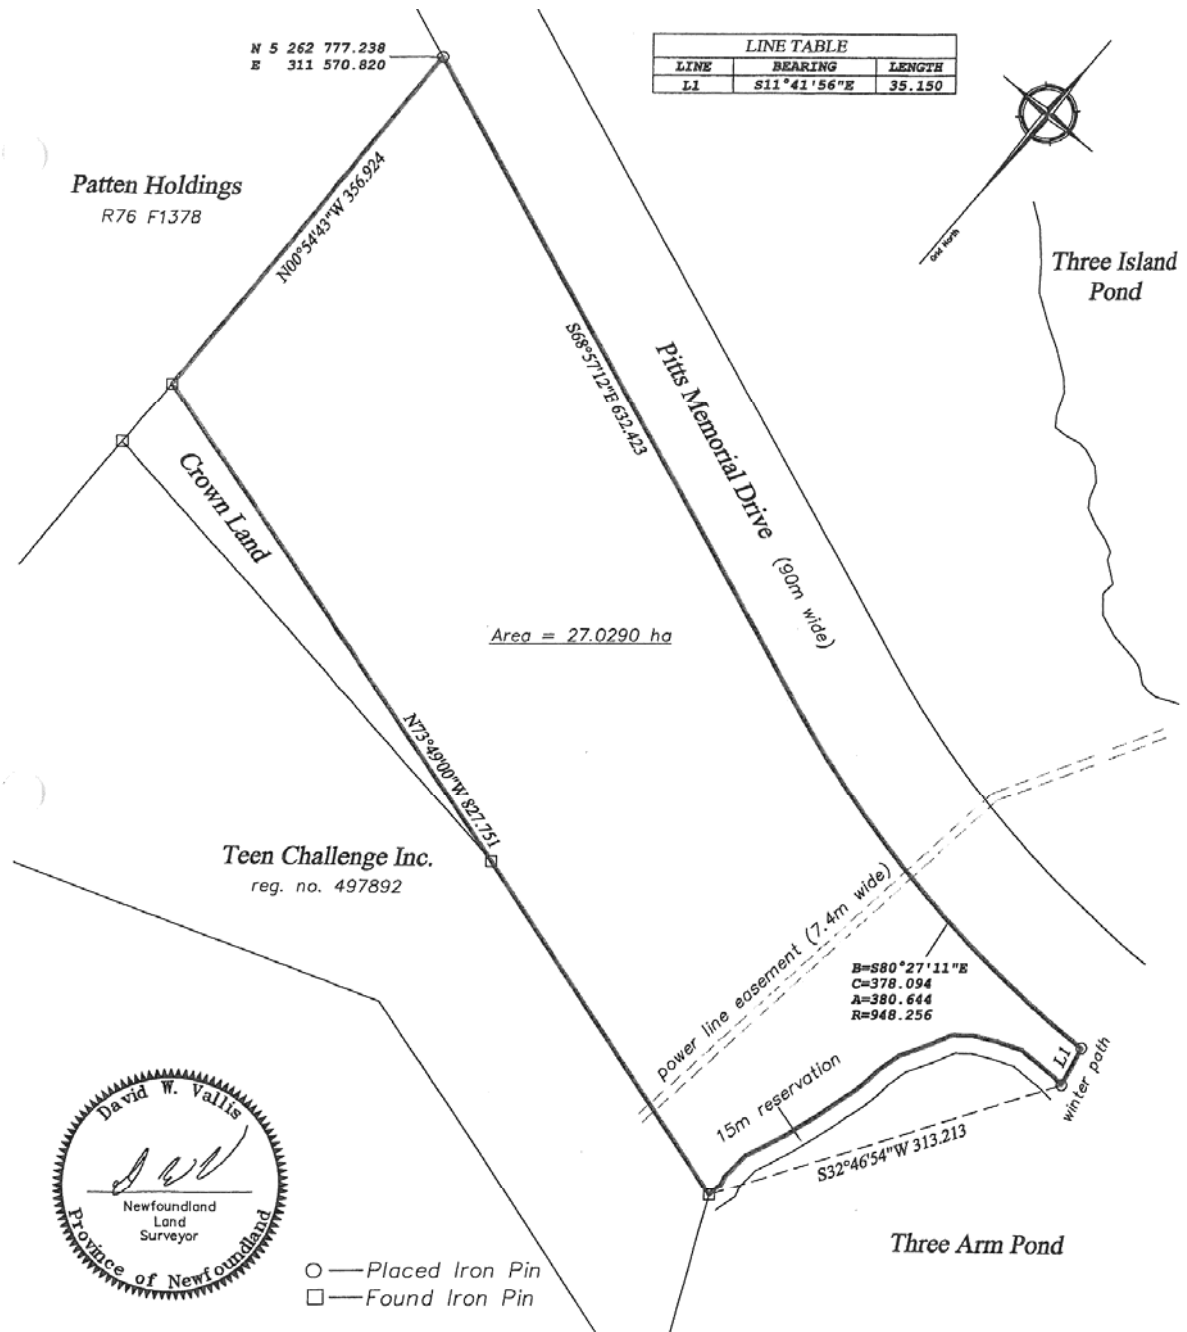 N 5 262 777.238
E 311 570.820
LINE TABLE
LINE BEARING LENGTH
L1 S11°41'56"E 35.150
Grid North
Patten Holdings
R76 F1378
N00°54'43"W 356.924
Three Island
Pond
S68°57'12"E 632.423
Pitts Memorial Drive (90m wide)
Crown Land
Area = 27.0290 ha
N73°49'00"W 827.751
Teen Challenge Inc.
reg. no. 497892
power line easement (7.4m wide)
B=S80°27'11"E
C=378.094
A=380.644
R=948.256
L1
winter path
15m reservation
S32°46'54"W 313.213
Three Arm Pond
David W. Vallis
Newfoundland
Land
Surveyor
Province of Newfoundland
Placed Iron Pin
Found Iron Pin